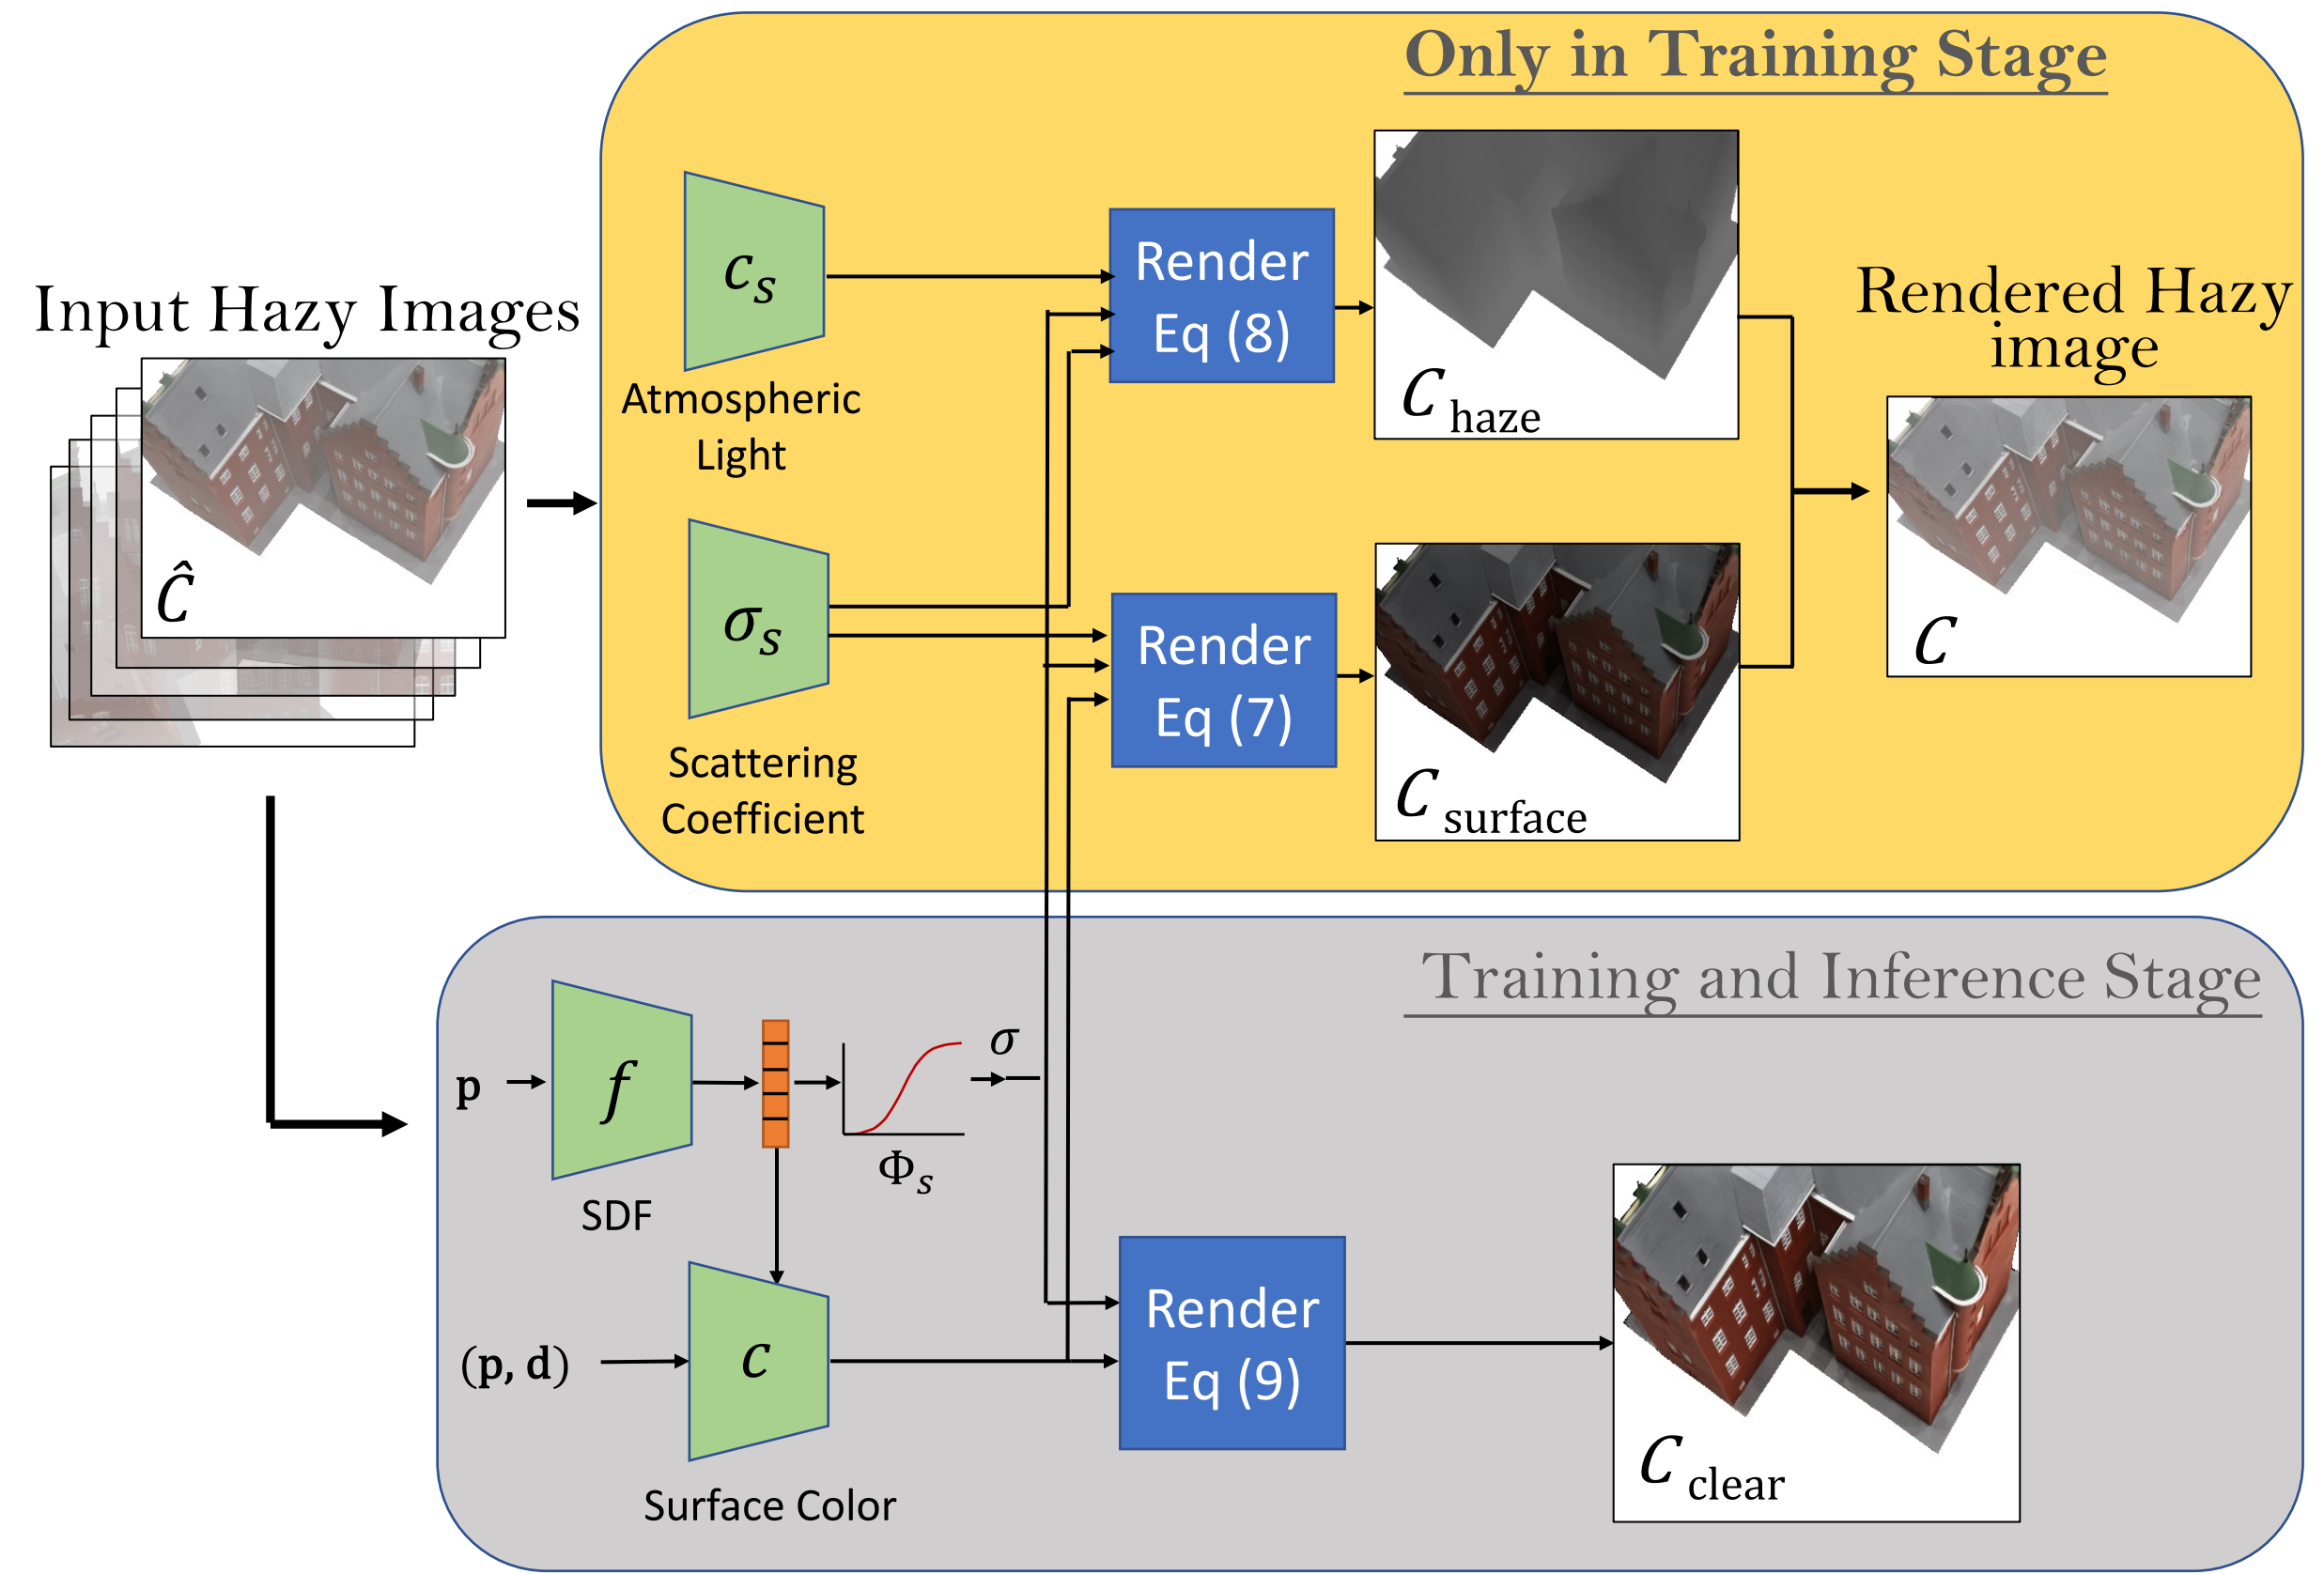 Only in Training Stage
Input Hazy Images
Ĉ
c_s
Atmospheric
Light
σ_s
Scattering
Coefficient
Render
Eq (8)
Render
Eq (7)
C haze
C surface
Rendered Hazy
image
C
Training and Inference Stage
p
f
SDF
Φ_s
σ
(p, d)
c
Surface Color
Render
Eq (9)
C clear